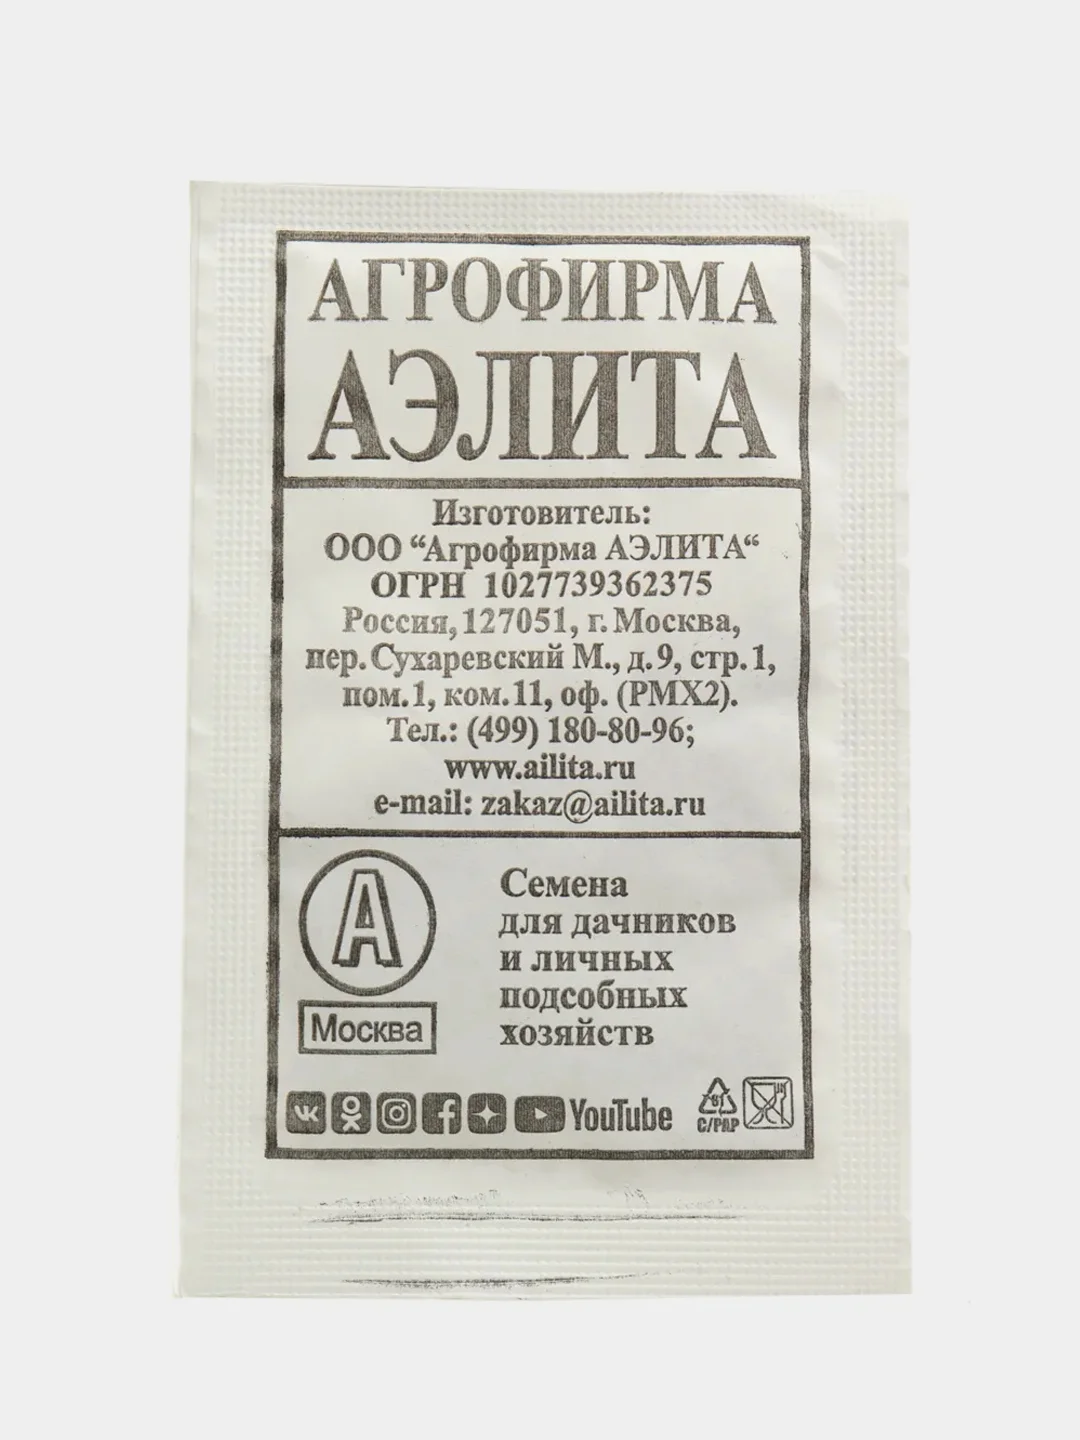 АГРОФИРМА
АЭЛИТА
Изготовитель:
ООО “Агрофирма АЭЛИТА“
ОГРН 1027739362375
Россия, 127051, г. Москва,
пер. Сухаревский М., д. 9, стр. 1,
пом. 1, ком. 11, оф. (РМХ2).
Тел.: (499) 180-80-96;
www.ailita.ru
e-mail: zakaz@ailita.ru
А
Москва
Семена
для дачников
и личных
подсобных
хозяйств
YouTube
81
C/PAP